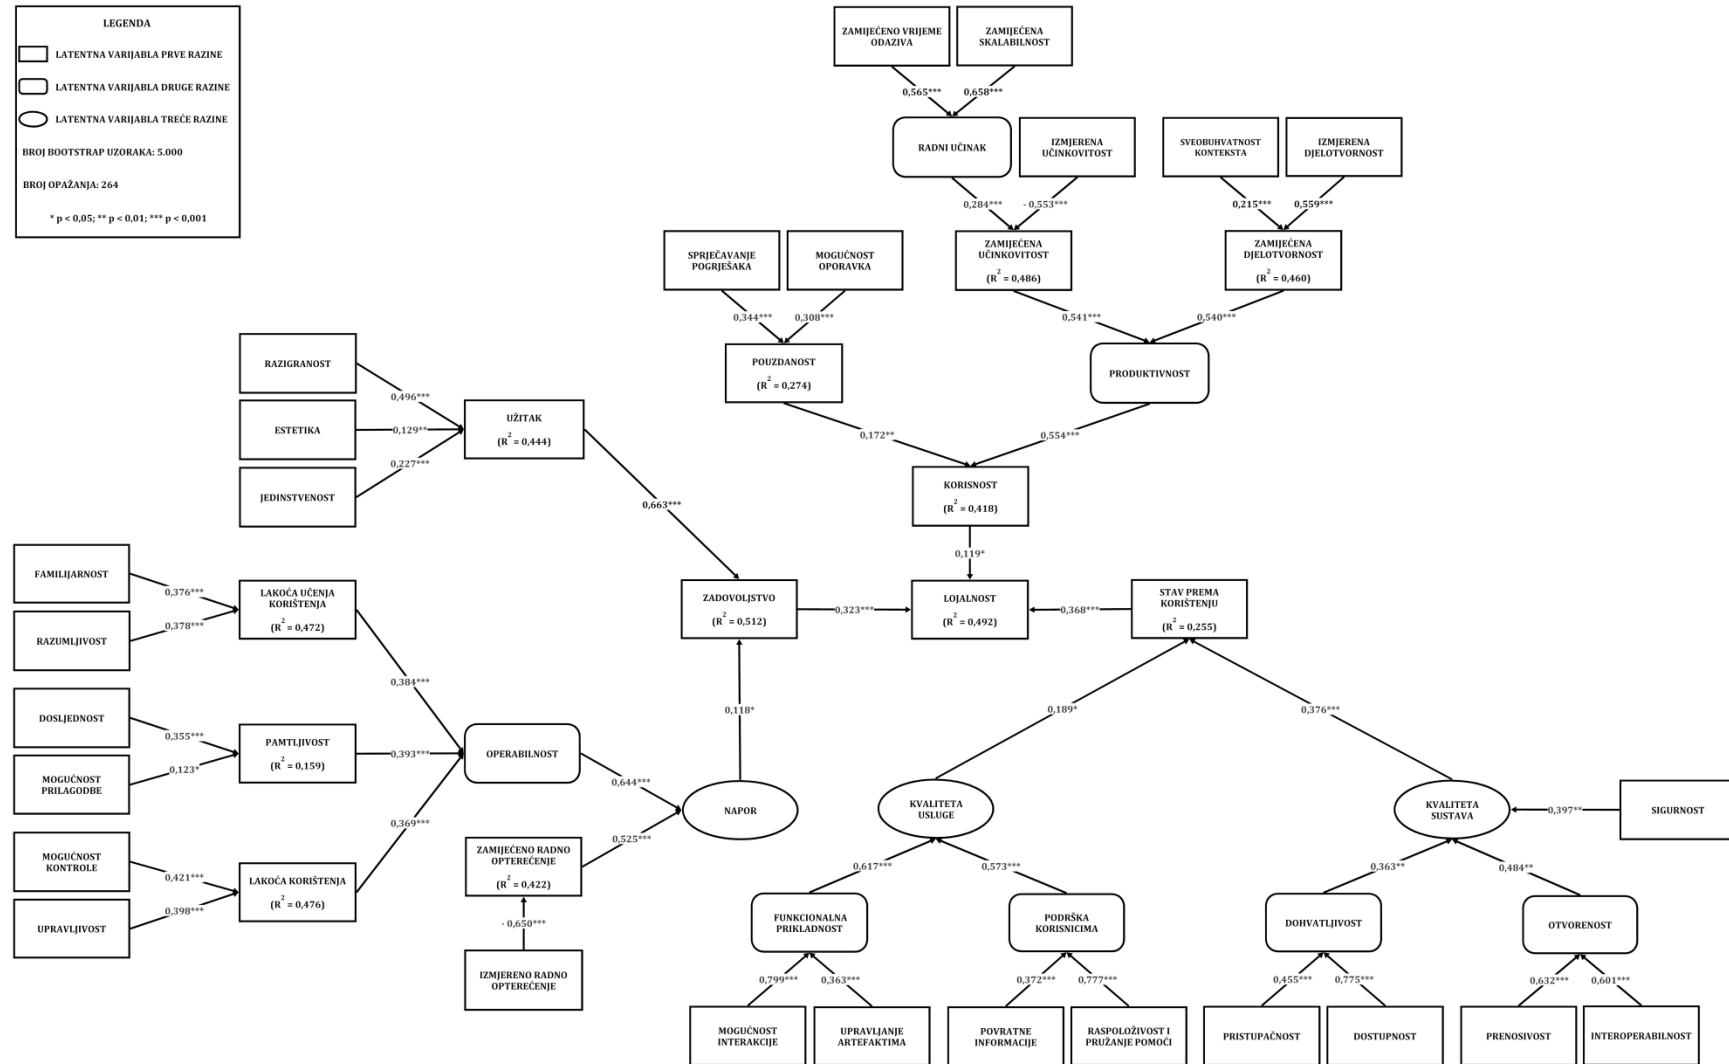 LEGENDA
LATENTNA VARIJABLA PRVE RAZINE
LATENTNA VARIJABLA DRUGE RAZINE
LATENTNA VARIJABLA TREĆE RAZINE
BROJ BOOTSTRAP UZORAKA: 5.000
BROJ OPAŽANJA: 264
* p < 0,05; ** p < 0,01; *** p < 0,001
ZAMIJEĆENO VRIJEME
ODAZIVA
ZAMIJEĆENA
SKALABILNOST
0,565***
0,658***
RADNI UČINAK
IZMJERENA
UČINKOVITOST
SVEOBUHVATNOST
KONTEKSTA
IZMJERENA
DJELOTVORNOST
0,284***
- 0,553***
0,215***
0,559***
SPRJEČAVANJE
POGRJEŠAKA
MOGUĆNOST
OPORAVKA
ZAMIJEĆENA
UČINKOVITOST
(R² = 0,486)
ZAMIJEĆENA
DJELOTVORNOST
(R² = 0,460)
0,344***
0,308***
0,541***
0,540***
POUZDANOST
(R² = 0,274)
PRODUKTIVNOST
RAZIGRANOST
ESTETIKA
JEDINSTVENOST
0,496***
0,129**
0,227***
UŽITAK
(R² = 0,444)
0,172**
0,554***
KORISNOST
(R² = 0,418)
0,663***
0,119*
FAMILIJARNOST
RAZUMLJIVOST
0,376***
0,378***
LAKOĆA UČENJA
KORIŠTENJA
(R² = 0,472)
ZADOVOLJSTVO
(R² = 0,512)
0,323***
LOJALNOST
(R² = 0,492)
0,368***
STAV PREMA
KORIŠTENJU
(R² = 0,255)
0,384***
DOSLJEDNOST
MOGUĆNOST
PRILAGODBE
0,355***
0,123*
PAMTLJIVOST
(R² = 0,159)
0,393***
OPERABILNOST
0,118*
0,189*
0,376***
0,644***
NAPOR
KVALITETA
USLUGE
KVALITETA
SUSTAVA
0,397**
SIGURNOST
0,369***
0,525***
MOGUĆNOST
KONTROLE
UPRAVLJIVOST
0,421***
0,398***
LAKOĆA KORIŠTENJA
(R² = 0,476)
ZAMIJEĆENO RADNO
OPTEREĆENJE
(R² = 0,422)
0,617***
0,573***
0,363**
0,484**
- 0,650***
FUNKCIONALNA
PRIKLADNOST
PODRŠKA
KORISNICIMA
DOHVATLJIVOST
OTVORENOST
IZMJERENO RADNO
OPTEREĆENJE
0,799***
0,363***
0,372***
0,777***
0,455***
0,775***
0,632***
0,601***
MOGUĆNOST
INTERAKCIJE
UPRAVLJANJE
ARTEFAKTIMA
POVRATNE
INFORMACIJE
RASPOLOŽIVOST I
PRUŽANJE POMOĆI
PRISTUPAČNOST
DOSTUPNOST
PRENOSIVOST
INTEROPERABILNOST